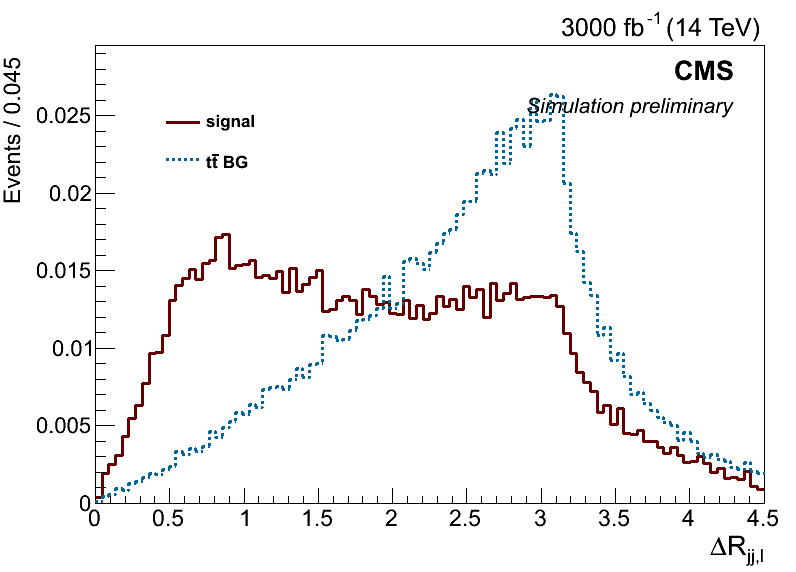 3000 fb⁻¹ (14 TeV)
CMS
Simulation preliminary
signal
tt̄ BG
Events / 0.045
0.025
0.02
0.015
0.01
0.005
0
0 0.5 1 1.5 2 2.5 3 3.5 4 4.5
ΔR_jj,l